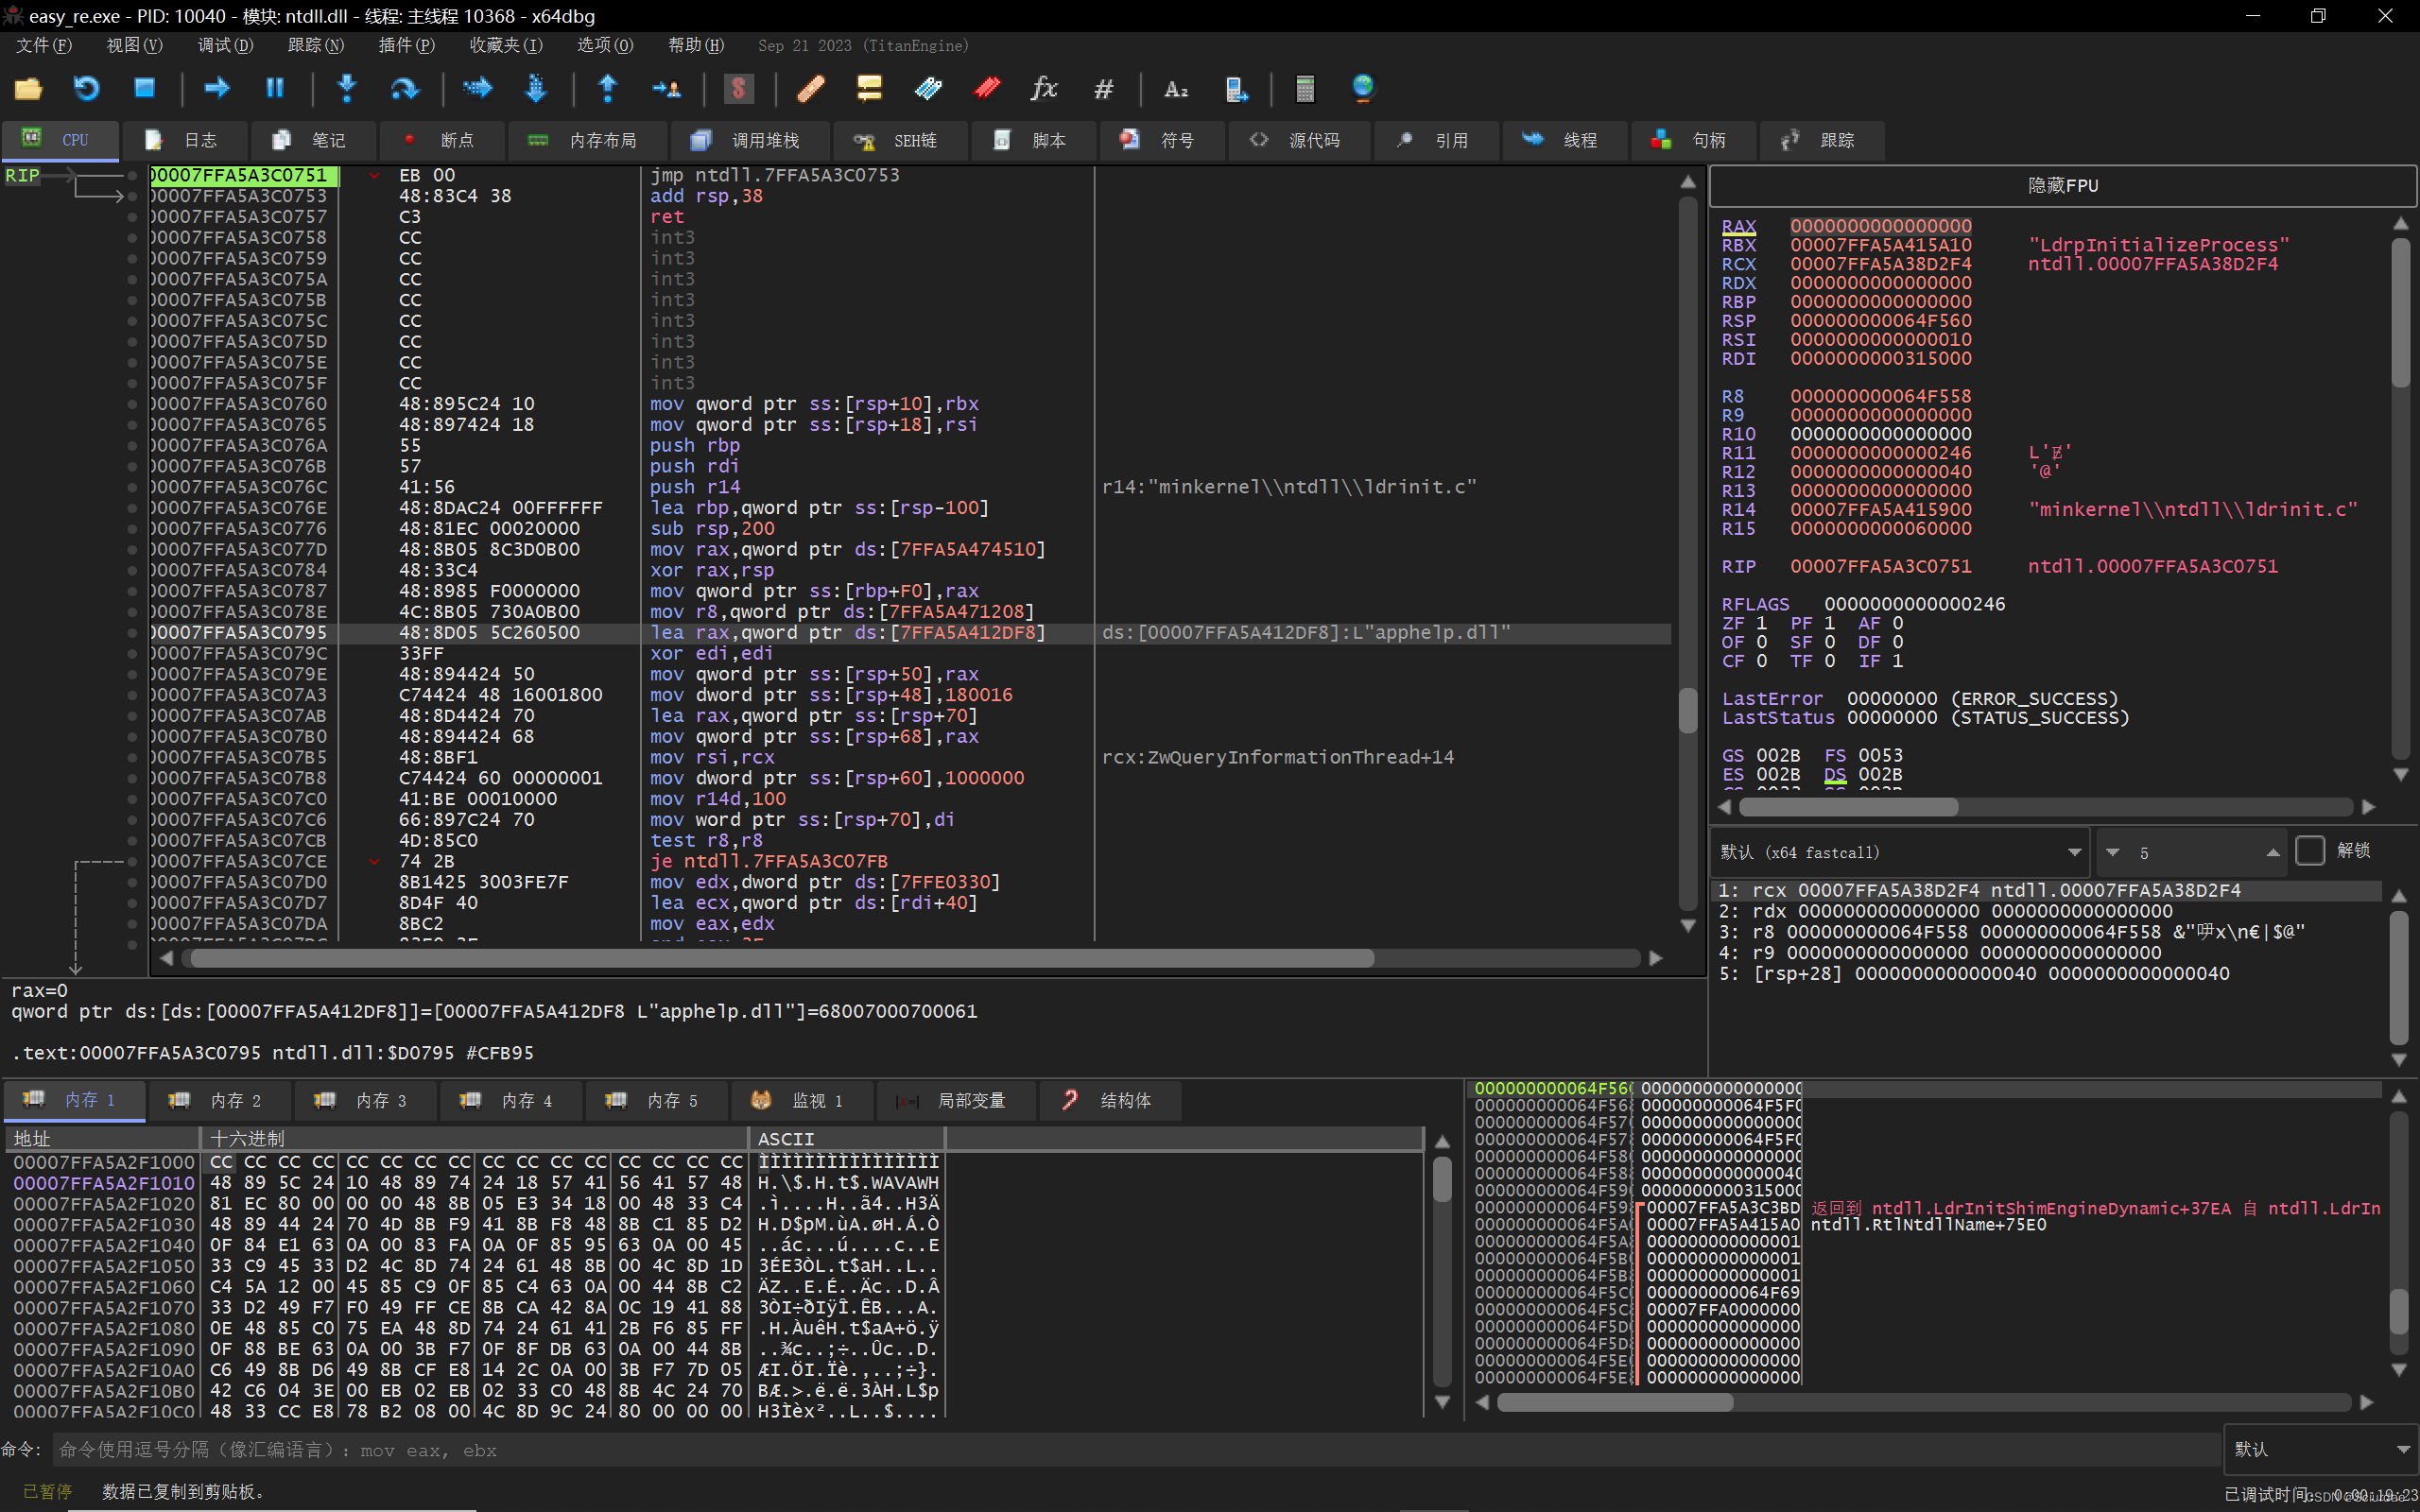 easy_re.exe - PID: 10040 - 模块: ntdll.dll - 线程: 主线程 10368 - x64dbg
文件(F) 视图(V) 调试(D) 跟踪(N) 插件(P) 收藏夹(I) 选项(O) 帮助(H) Sep 21 2023 (TitanEngine)
CPU 日志 笔记 断点 内存布局 调用堆栈 SEH链 脚本 符号 源代码 引用 线程 句柄 跟踪
RIP
00007FFA5A3C0751 EB 00 jmp ntdll.7FFA5A3C0753
00007FFA5A3C0753 48:83C4 38 add rsp,38
00007FFA5A3C0757 C3 ret
00007FFA5A3C0758 CC int3
00007FFA5A3C0759 CC int3
00007FFA5A3C075A CC int3
00007FFA5A3C075B CC int3
00007FFA5A3C075C CC int3
00007FFA5A3C075D CC int3
00007FFA5A3C075E CC int3
00007FFA5A3C075F CC int3
00007FFA5A3C0760 48:895C24 10 mov qword ptr ss:[rsp+10],rbx
00007FFA5A3C0765 48:897424 18 mov qword ptr ss:[rsp+18],rsi
00007FFA5A3C076A 55 push rbp
00007FFA5A3C076B 57 push rdi
00007FFA5A3C076C 41:56 push r14 r14:"minkernel\\ntdll\\ldrinit.c"
00007FFA5A3C076E 48:8DAC24 00FFFFFF lea rbp,qword ptr ss:[rsp-100]
00007FFA5A3C0776 48:81EC 00020000 sub rsp,200
00007FFA5A3C077D 48:8B05 8C3D0B00 mov rax,qword ptr ds:[7FFA5A474510]
00007FFA5A3C0784 48:33C4 xor rax,rsp
00007FFA5A3C0787 48:8985 F0000000 mov qword ptr ss:[rbp+F0],rax
00007FFA5A3C078E 4C:8B05 730A0B00 mov r8,qword ptr ds:[7FFA5A471208]
00007FFA5A3C0795 48:8D05 5C260500 lea rax,qword ptr ds:[7FFA5A412DF8] ds:[00007FFA5A412DF8]:L"apphelp.dll"
00007FFA5A3C079C 33FF xor edi,edi
00007FFA5A3C079E 48:894424 50 mov qword ptr ss:[rsp+50],rax
00007FFA5A3C07A3 C74424 48 16001800 mov dword ptr ss:[rsp+48],180016
00007FFA5A3C07AB 48:8D4424 70 lea rax,qword ptr ss:[rsp+70]
00007FFA5A3C07B0 48:894424 68 mov qword ptr ss:[rsp+68],rax
00007FFA5A3C07B5 48:8BF1 mov rsi,rcx rcx:ZwQueryInformationThread+14
00007FFA5A3C07B8 C74424 60 00000001 mov dword ptr ss:[rsp+60],1000000
00007FFA5A3C07C0 41:BE 00010000 mov r14d,100
00007FFA5A3C07C6 66:897C24 70 mov word ptr ss:[rsp+70],di
00007FFA5A3C07CB 4D:85C0 test r8,r8
00007FFA5A3C07CE 74 2B je ntdll.7FFA5A3C07FB
00007FFA5A3C07D0 8B1425 3003FE7F mov edx,dword ptr ds:[7FFE0330]
00007FFA5A3C07D7 8D4F 40 lea ecx,qword ptr ds:[rdi+40]
00007FFA5A3C07DA 8BC2 mov eax,edx
隐藏FPU
RAX 0000000000000000
RBX 00007FFA5A415A10 "LdrpInitializeProcess"
RCX 00007FFA5A38D2F4 ntdll.00007FFA5A38D2F4
RDX 0000000000000000
RBP 0000000000000000
RSP 000000000064F560
RSI 0000000000000010
RDI 0000000000315000
R8 000000000064F558
R9 0000000000000000
R10 0000000000000000
R11 0000000000000246
R12 0000000000000040 '@'
R13 0000000000000000
R14 00007FFA5A415900 "minkernel\\ntdll\\ldrinit.c"
R15 0000000000060000
RIP 00007FFA5A3C0751 ntdll.00007FFA5A3C0751
RFLAGS 0000000000000246
ZF 1 PF 1 AF 0
OF 0 SF 0 DF 0
CF 0 TF 0 IF 1
LastError 00000000 (ERROR_SUCCESS)
LastStatus 00000000 (STATUS_SUCCESS)
GS 002B FS 0053
ES 002B DS 002B
默认 (x64 fastcall) 5 解锁
1: rcx 00007FFA5A38D2F4 ntdll.00007FFA5A38D2F4
2: rdx 0000000000000000 0000000000000000
3: r8 000000000064F558 000000000064F558
4: r9 0000000000000000 0000000000000000
5: [rsp+28] 0000000000000040 0000000000000040
rax=0
qword ptr ds:[ds:[00007FFA5A412DF8]]=[00007FFA5A412DF8 L"apphelp.dll"]=68007000700061
.text:00007FFA5A3C0795 ntdll.dll:$D0795 #CFB95
内存 1 内存 2 内存 3 内存 4 内存 5 监视 1 局部变量 结构体
地址 十六进制 ASCII
00007FFA5A2F1000 CC CC CC CC CC CC CC CC CC CC CC CC CC CC CC CC ÌÌÌÌÌÌÌÌÌÌÌÌÌÌÌÌ
00007FFA5A2F1010 48 89 5C 24 10 48 89 74 24 18 57 41 56 41 57 48 H.\$.H.t$.WAVAWH
00007FFA5A2F1020 81 EC 80 00 00 00 48 8B 05 E3 34 18 00 48 33 C4 .ì....H..ã4..H3Ä
00007FFA5A2F1030 48 89 44 24 70 4D 8B F9 41 8B F8 48 8B C1 85 D2 H.D$pM.ùA.øH.Á.Ò
00007FFA5A2F1040 0F 84 E1 63 0A 00 83 FA 0A 0F 85 95 63 0A 00 45 ..ác...ú....c..E
00007FFA5A2F1050 33 C9 45 33 D2 4C 8D 74 24 61 48 8B 00 4C 8D 1D 3ÉE3ÒL.t$aH..L..
00007FFA5A2F1060 C4 5A 12 00 45 85 C9 0F 85 C4 63 0A 00 44 8B C2 ÄZ..E.É..Äc..D.Â
00007FFA5A2F1070 33 D2 49 F7 F0 49 FF CE 8B CA 42 8A 0C 19 41 88 3ÒI÷ðIÿÎ.ÊB...A.
00007FFA5A2F1080 0E 48 85 C0 75 EA 48 8D 74 24 61 41 2B F6 85 FF .H.ÀuêH.t$aA+ö.ÿ
00007FFA5A2F1090 0F 88 BE 63 0A 00 3B F7 0F 8F DB 63 0A 00 44 8B ..¾c..;÷..Ûc..D.
00007FFA5A2F10A0 C6 49 8B D6 49 8B CF E8 14 2C 0A 00 3B F7 7D 05 ÆI.ÖI.Ïè.,..;÷}.
00007FFA5A2F10B0 42 C6 04 3E 00 EB 02 EB 02 33 C0 48 8B 4C 24 70 BÆ.>.ë.ë.3ÀH.L$p
00007FFA5A2F10C0 48 33 CC E8 78 B2 08 00 4C 8D 9C 24 80 00 00 00 H3Ìèx²..L..$....
000000000064F56 000000000000000
000000000064F56 000000000064F5F
000000000064F57 000000000000000
000000000064F57 000000000064F5F
000000000064F58 000000000000000
000000000064F58 000000000000004
000000000064F59 000000000031500
000000000064F59 00007FFA5A3C3BD 返回到 ntdll.LdrInitShimEngineDynamic+37EA 自 ntdll.LdrIn
000000000064F5A 00007FFA5A415A0 ntdll.RtlNtdllName+75E0
000000000064F5A 000000000000001
000000000064F5B 000000000000001
000000000064F5B 000000000000001
000000000064F5C 000000000064F69
000000000064F5C 00007FFA0000000
000000000064F5D 000000000000000
000000000064F5D 000000000000000
000000000064F5E 000000000000000
000000000064F5E 000000000000000
命令: 命令使用逗号分隔（像汇编语言）: mov eax, ebx 默认
已暂停 数据已复制到剪贴板。 已调试时间: